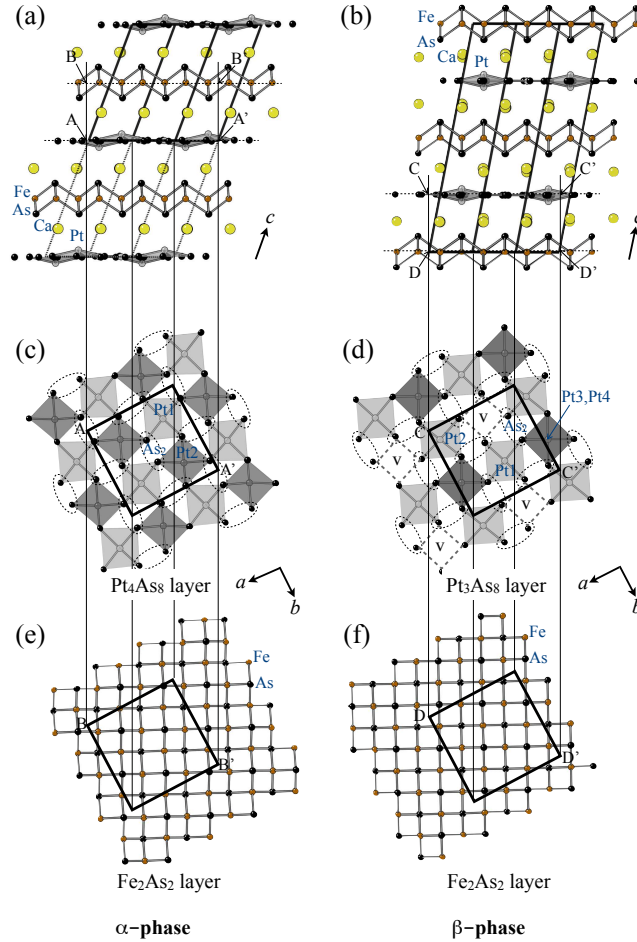 (a)
B
B'
A
A'
Fe
As
Ca
Pt
c
(b)
Fe
As
Ca
Pt
C
C'
D
D'
c
(c)
Pt1
A
As₂
Pt2
A'
Pt₄As₈ layer
a
b
(d)
Pt3,Pt4
V
C
As₂
Pt2
V
Pt1
C'
V
V
Pt₃As₈ layer
a
b
(e)
Fe
As
B
B'
Fe₂As₂ layer
(f)
Fe
As
D
D'
Fe₂As₂ layer
α-phase
β-phase